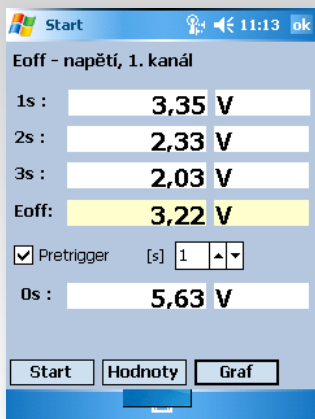 Start 11:13 ok
Eoff - napětí, 1. kanál
1s : 3,35 V
2s : 2,33 V
3s : 2,03 V
Eoff: 3,22 V
Pretrigger [s] 1
0s : 5,63 V
Start Hodnoty Graf